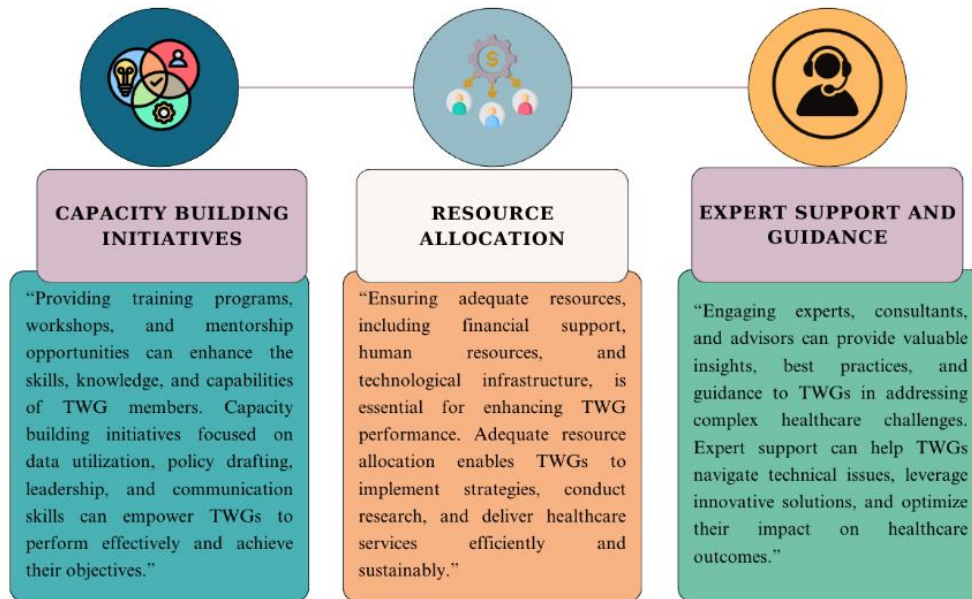 CAPACITY BUILDING
INITIATIVES
“Providing training programs,
workshops, and mentorship
opportunities can enhance the
skills, knowledge, and capabilities
of TWG members. Capacity
building initiatives focused on
data utilization, policy drafting,
leadership, and communication
skills can empower TWGs to
perform effectively and achieve
their objectives.”
RESOURCE
ALLOCATION
“Ensuring adequate resources,
including financial support,
human resources, and
technological infrastructure, is
essential for enhancing TWG
performance. Adequate resource
allocation enables TWGs to
implement strategies, conduct
research, and deliver healthcare
services efficiently and
sustainably.”
EXPERT SUPPORT AND
GUIDANCE
“Engaging experts, consultants,
and advisors can provide valuable
insights, best practices, and
guidance to TWGs in addressing
complex healthcare challenges.
Expert support can help TWGs
navigate technical issues, leverage
innovative solutions, and optimize
their impact on healthcare
outcomes.”